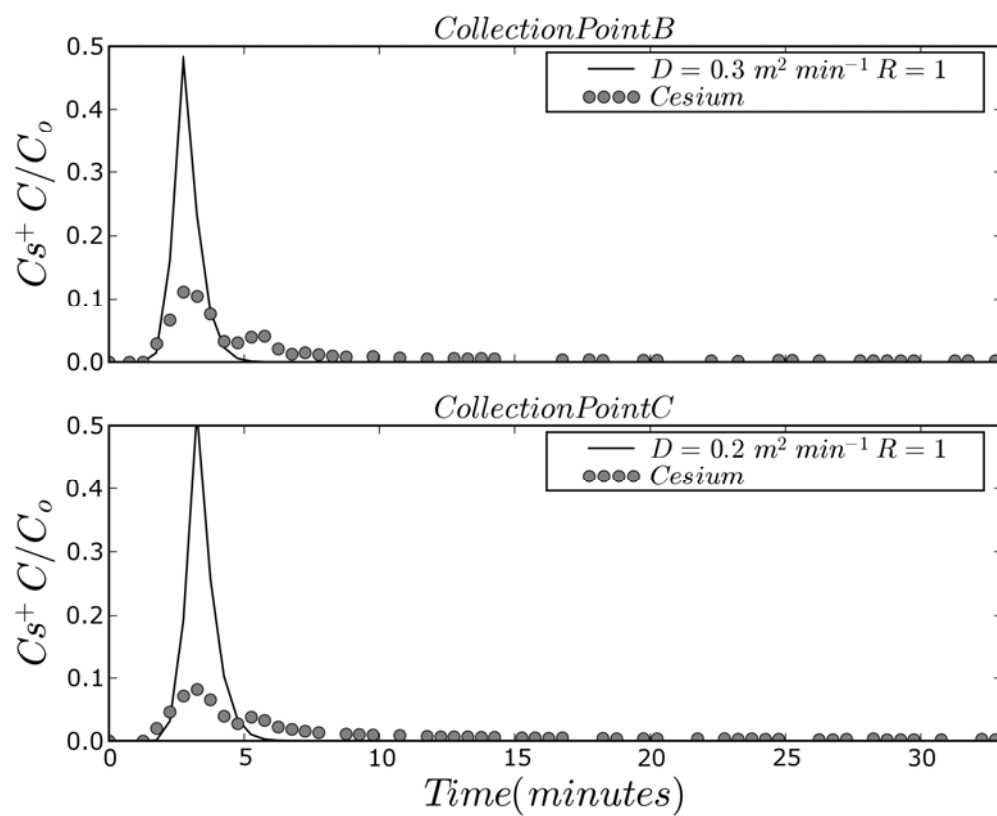 CollectionPointB
0.5
0.4
0.3
0.2
0.1
0.0
Cs⁺ C/Cₒ
D = 0.3 m² min⁻¹ R = 1
Cesium
CollectionPointC
0.5
0.4
0.3
0.2
0.1
0.0
Cs⁺ C/Cₒ
D = 0.2 m² min⁻¹ R = 1
Cesium
0 5 10 15 20 25 30
Time(minutes)